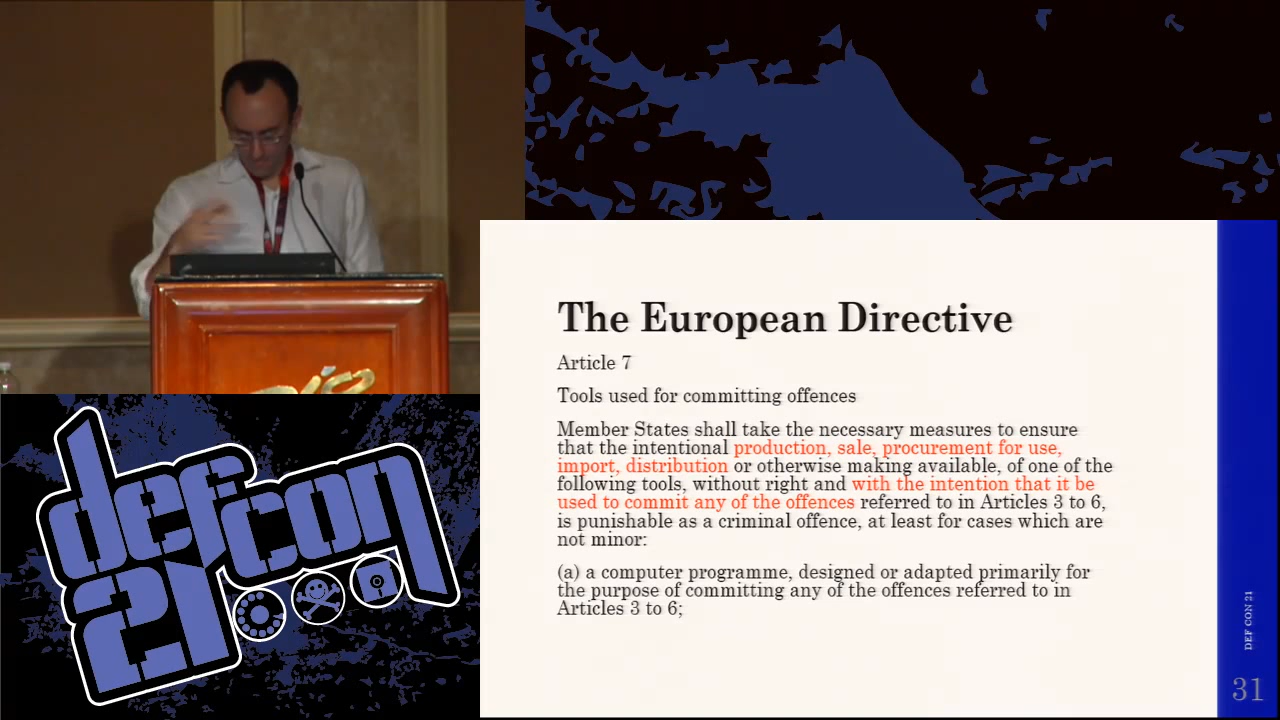 The European Directive
Article 7
Tools used for committing offences
Member States shall take the necessary measures to ensure
that the intentional production, sale, procurement for use,
import, distribution or otherwise making available, of one of the
following tools, without right and with the intention that it be
used to commit any of the offences referred to in Articles 3 to 6,
is punishable as a criminal offence, at least for cases which are
not minor:
(a) a computer programme, designed or adapted primarily for
the purpose of committing any of the offences referred to in
Articles 3 to 6;
DEF CON 21
31
defcon
21